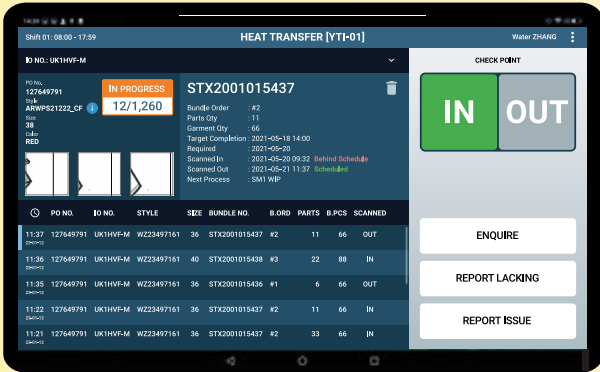 14:39
Shift 01: 08:00 - 17:59
HEAT TRANSFER [YTI-01]
Water ZHANG
IO NO.: UK1HVF-M
CHECK POINT
PO No.
127649791
Style
ARWPS21222_CF
Size
38
Color
RED
IN PROGRESS
12/1,260
STX2001015437
Bundle Order : #2
Parts Qty : 11
Garment Qty : 66
Target Completion : 2021-05-18 14:00
Required : 2021-05-20
Scanned In : 2021-05-20 09:32 Behind Schedule
Scanned Out : 2021-05-21 11:37 Scheduled
Next Process : SM1 WIP
IN
OUT
PO NO. IO NO. STYLE SIZE BUNDLE NO. B.ORD PARTS B.PCS SCANNED
11:37 127649791 UK1HVF-M WZ23497161 36 STX2001015437 #2 11 66 OUT
11:36 127649791 UK1HVF-M WZ23497161 40 STX2001015438 #3 22 88 IN
11:35 127649791 UK1HVF-M WZ23497161 36 STX2001015436 #1 6 66 OUT
11:22 127649791 UK1HVF-M WZ23497161 36 STX2001015437 #2 11 66 IN
11:21 127649791 UK1HVF-M WZ23497161 36 STX2001015437 #2 33 66 IN
ENQUIRE
REPORT LACKING
REPORT ISSUE